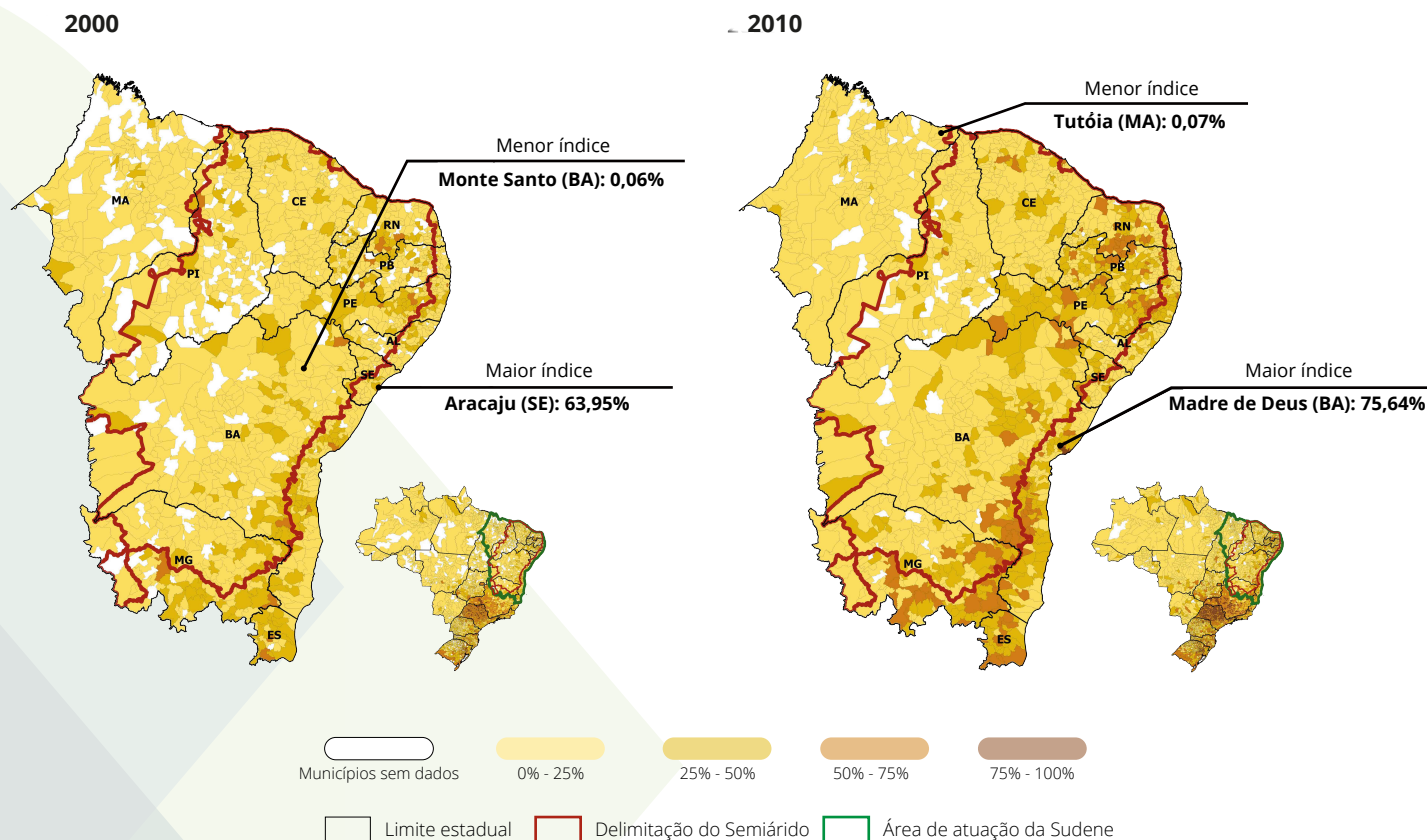 2000
2010
Menor índice
Monte Santo (BA): 0,06%
Maior índice
Aracaju (SE): 63,95%
MA
CE
RN
PB
PI
PE
AL
SE
BA
MG
ES
Menor índice
Tutóia (MA): 0,07%
Maior índice
Madre de Deus (BA): 75,64%
MA
CE
RN
PB
PI
PE
AL
SE
BA
MG
ES
Municípios sem dados
0% - 25%
25% - 50%
50% - 75%
75% - 100%
Limite estadual
Delimitação do Semiárido
Área de atuação da Sudene